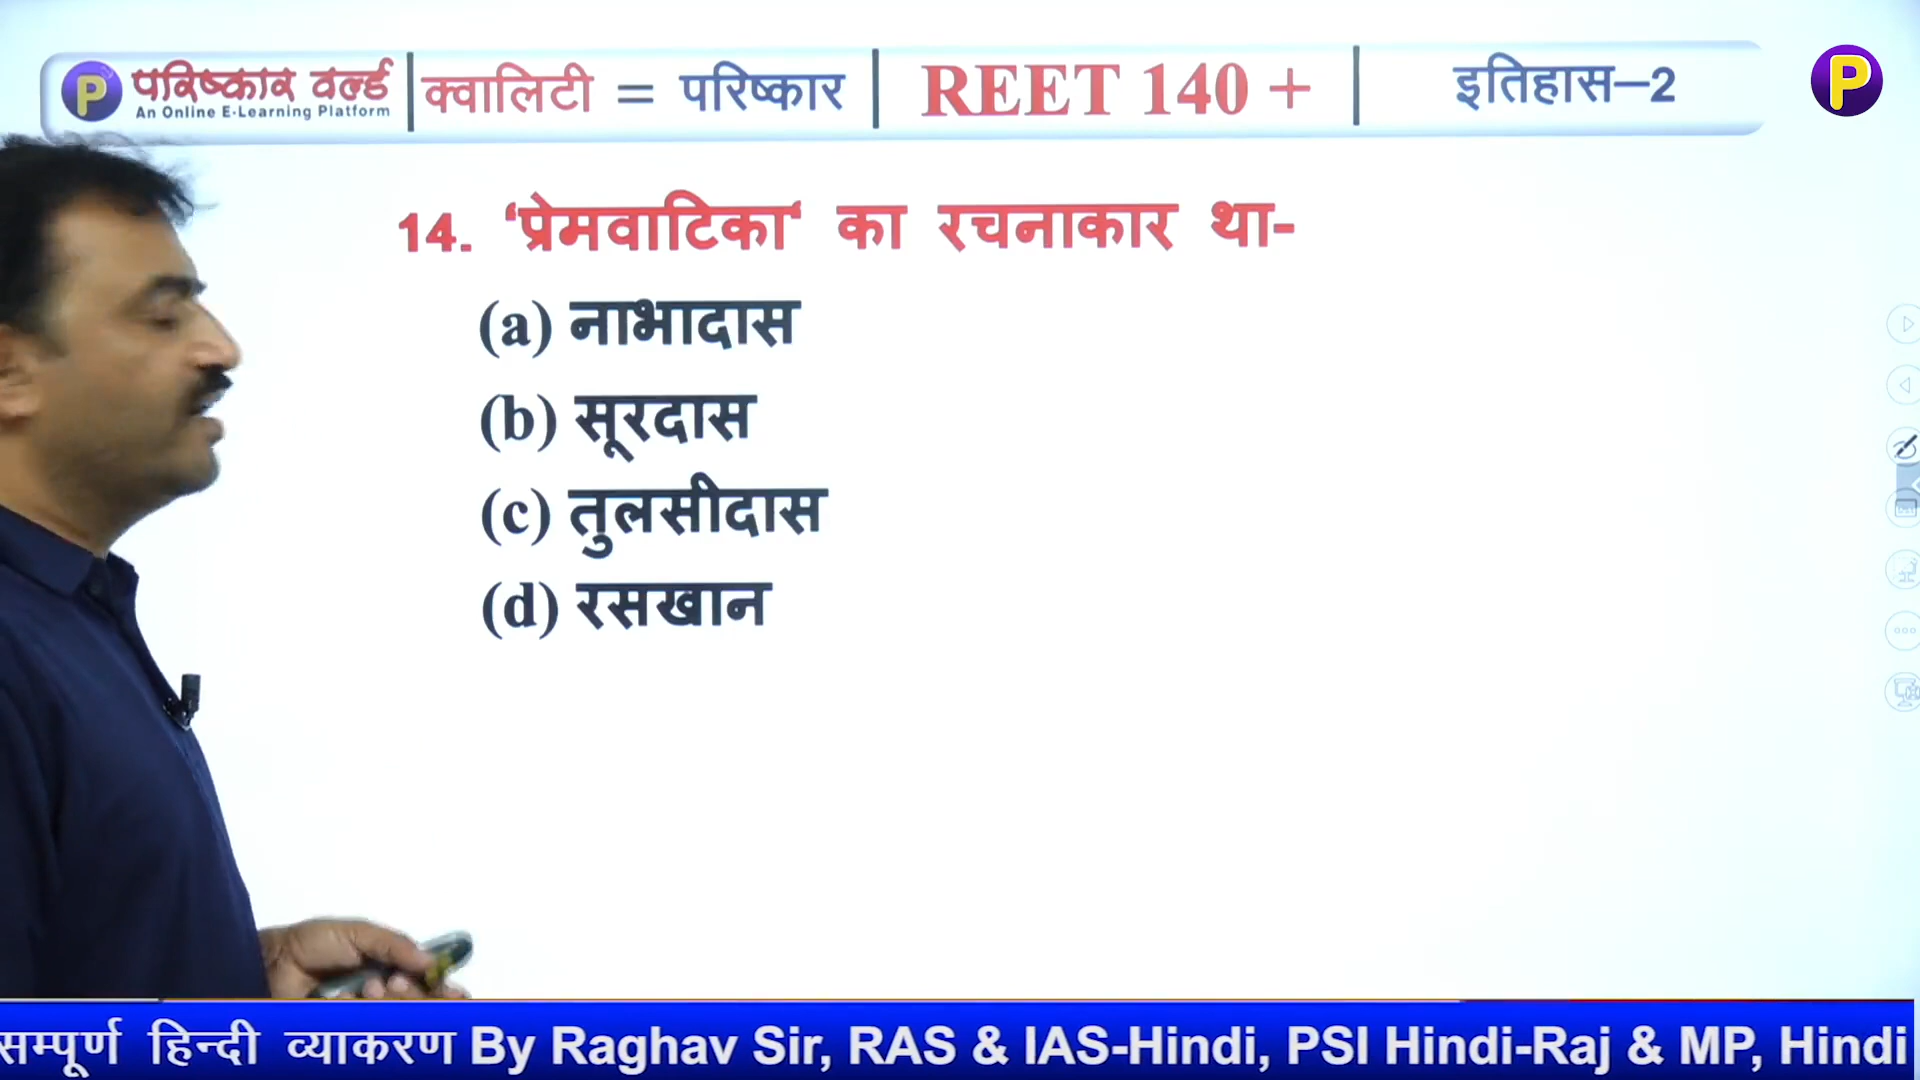 परिष्कार वर्ल्ड
An Online E-Learning Platform
क्वालिटी = परिष्कार
REET 140 +
इतिहास–2
14. ‘प्रेमवाटिका‘ का रचनाकार था-
(a) नाभादास
(b) सूरदास
(c) तुलसीदास
(d) रसखान
सम्पूर्ण हिन्दी व्याकरण By Raghav Sir, RAS & IAS-Hindi, PSI Hindi-Raj & MP, Hindi